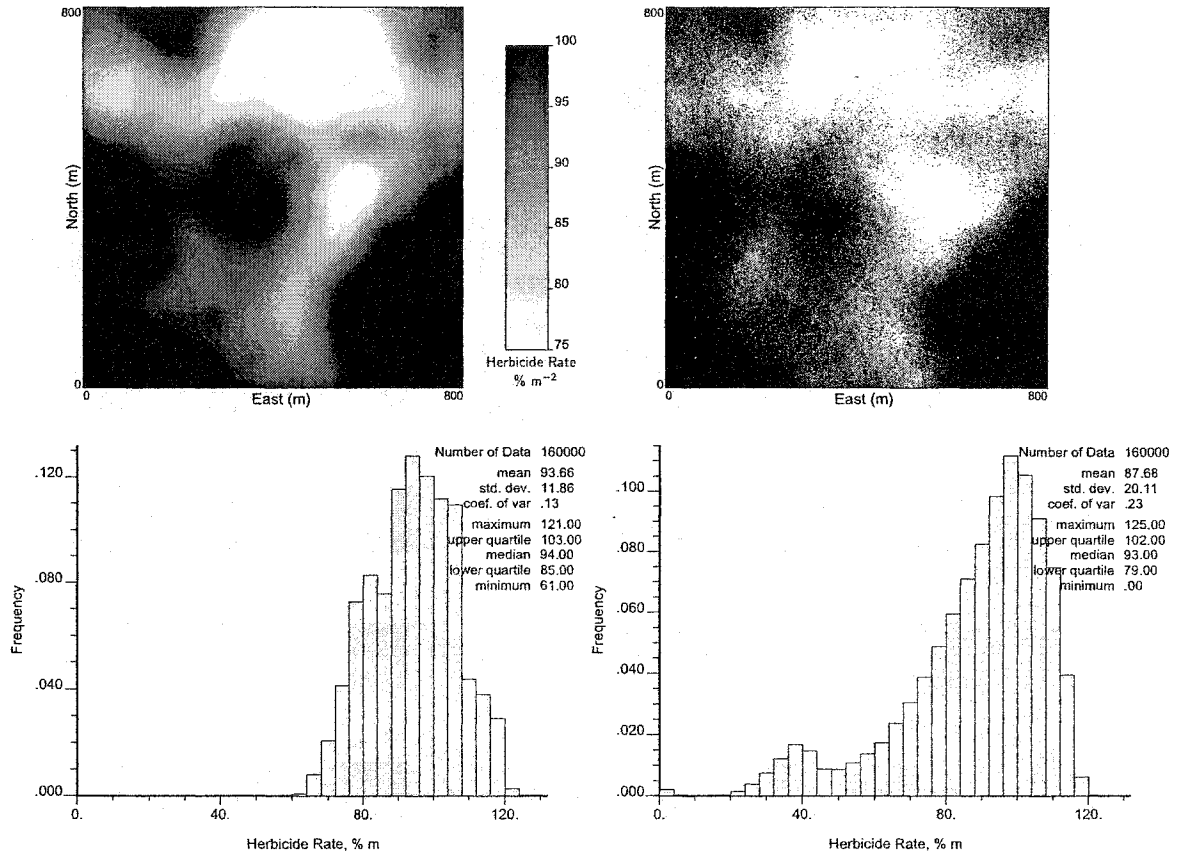 800
North (m)
0
0
East (m)
800
100
.95
.90
85
80
75
Herbicide Rate
% m⁻²
800
North (m)
0
0
East (m)
800
.120
.080
.040
.000
Frequency
0.
40.
80.
Herbicide Rate, % m
Number of Data 160000
mean 93.66
std. dev. 11.86
coef. of var .13
maximum 121.00
upper quartile 103.00
median 94.00
lower quartile 85.00
minimum 61.00
.100
.080
.060
.040
.020
.000
Frequency
0.
40.
80.
Herbicide Rate, % m
Number of Data 160000
mean 87.68
std. dev. 20.11
coef. of var .23
maximum 125.00
upper quartile 102.00
median 93.00
lower quartile 79.00
minimum .00